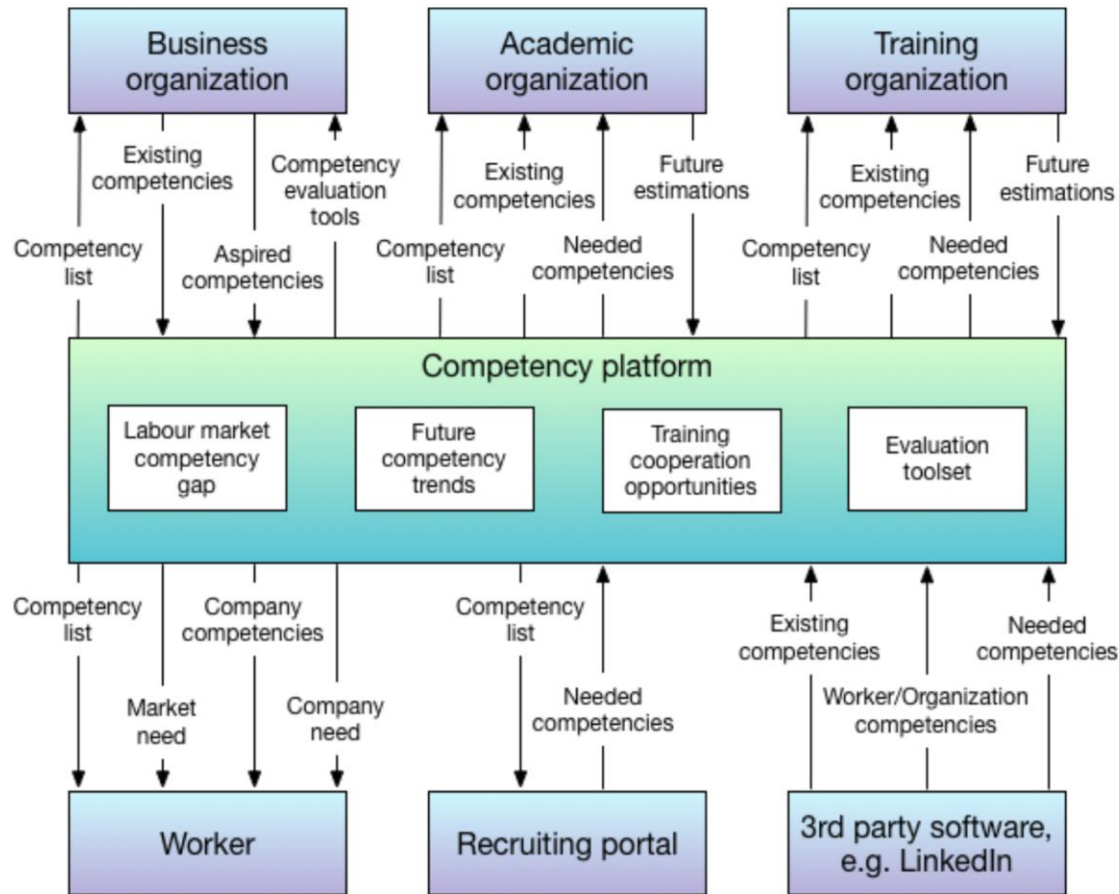 Business
organization
Academic
organization
Training
organization
Existing
competencies
Competency
evaluation
tools
Competency
list
Aspired
competencies
Existing
competencies
Future
estimations
Competency
list
Needed
competencies
Existing
competencies
Future
estimations
Competency
list
Needed
competencies
Competency platform
Labour market
competency
gap
Future
competency
trends
Training
cooperation
opportunities
Evaluation
toolset
Competency
list
Market
need
Company
competencies
Company
need
Competency
list
Needed
competencies
Existing
competencies
Worker/Organization
competencies
Needed
competencies
Worker
Recruiting portal
3rd party software,
e.g. LinkedIn